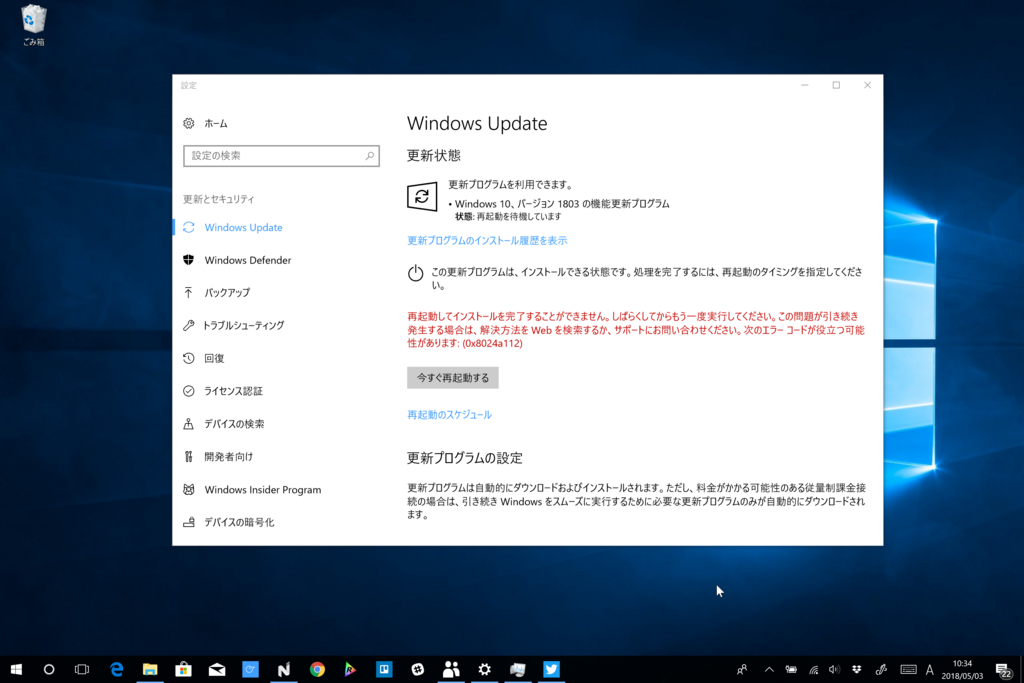 ごみ箱
設定
ホーム
設定の検索
更新とセキュリティ
Windows Update
Windows Defender
バックアップ
トラブルシューティング
回復
ライセンス認証
デバイスの検索
開発者向け
Windows Insider Program
デバイスの暗号化
Windows Update
更新状態
更新プログラムを利用できます。
• Windows 10、バージョン 1803 の機能更新プログラム
状態: 再起動を待機しています
更新プログラムのインストール履歴を表示
この更新プログラムは、インストールできる状態です。処理を完了するには、再起動のタイミングを指定してくださ
い。
再起動してインストールを完了することができません。しばらくしてからもう一度実行してください。この問題が引き続き
発生する場合は、解決方法を Web を検索するか、サポートにお問い合わせください。次のエラー コードが役立つ可能
性があります: (0x8024a112)
今すぐ再起動する
再起動のスケジュール
更新プログラムの設定
更新プログラムは自動的にダウンロードおよびインストールされます。ただし、料金がかかる可能性のある従量制課金接
続の場合は、引き続き Windows をスムーズに実行するために必要な更新プログラムのみが自動的にダウンロードされ
ます。
A
10:34
2018/05/03
22